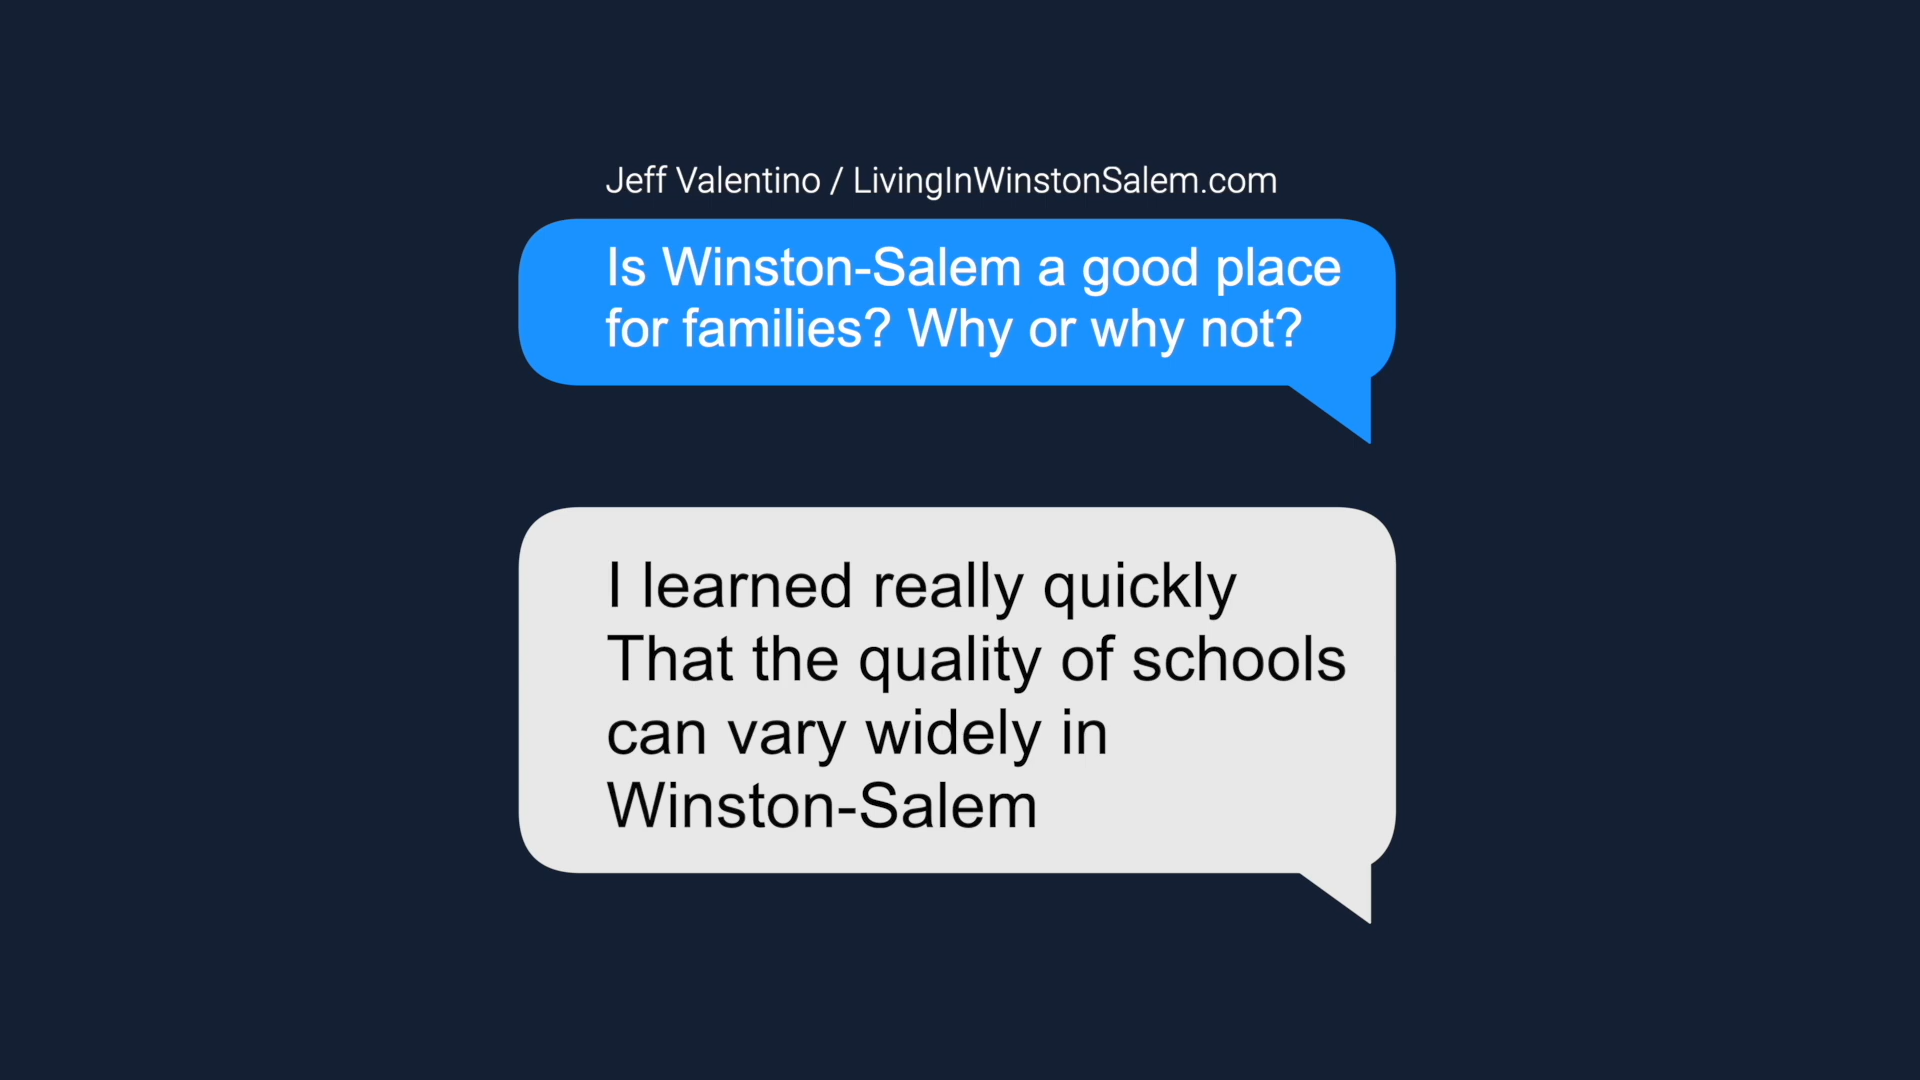 Jeff Valentino / LivingInWinstonSalem.com
Is Winston-Salem a good place
for families? Why or why not?
I learned really quickly
That the quality of schools
can vary widely in
Winston-Salem